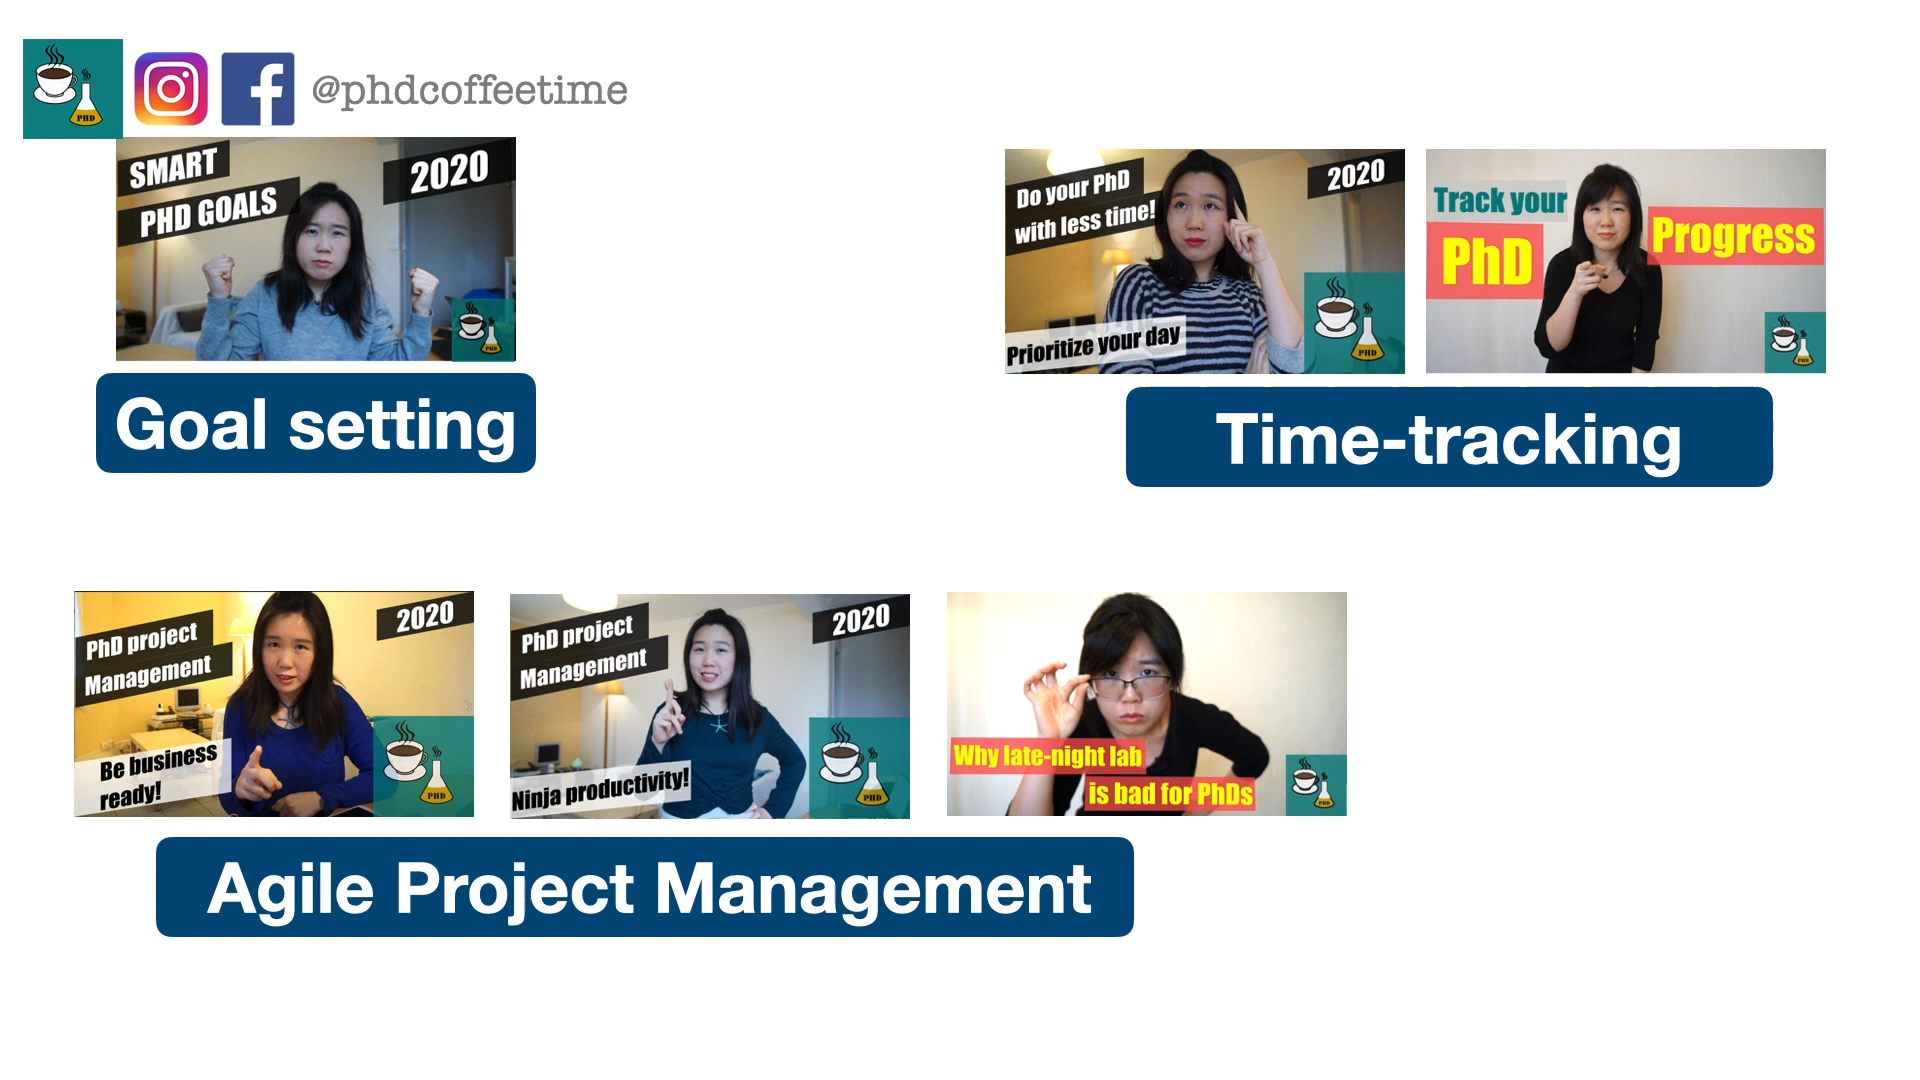 PHD
@phdcoffeetime
SMART
PHD GOALS
2020
PHD
Goal setting
Do your PhD
with less time!
2020
Prioritize your day
PHD
Track your
PhD
Progress
PHD
Time-tracking
PhD project
Management
2020
Be business
ready!
PHD
PhD project
Management
2020
Ninja productivity!
PHD
Why late-night lab
is bad for PhDs
PHD
Agile Project Management